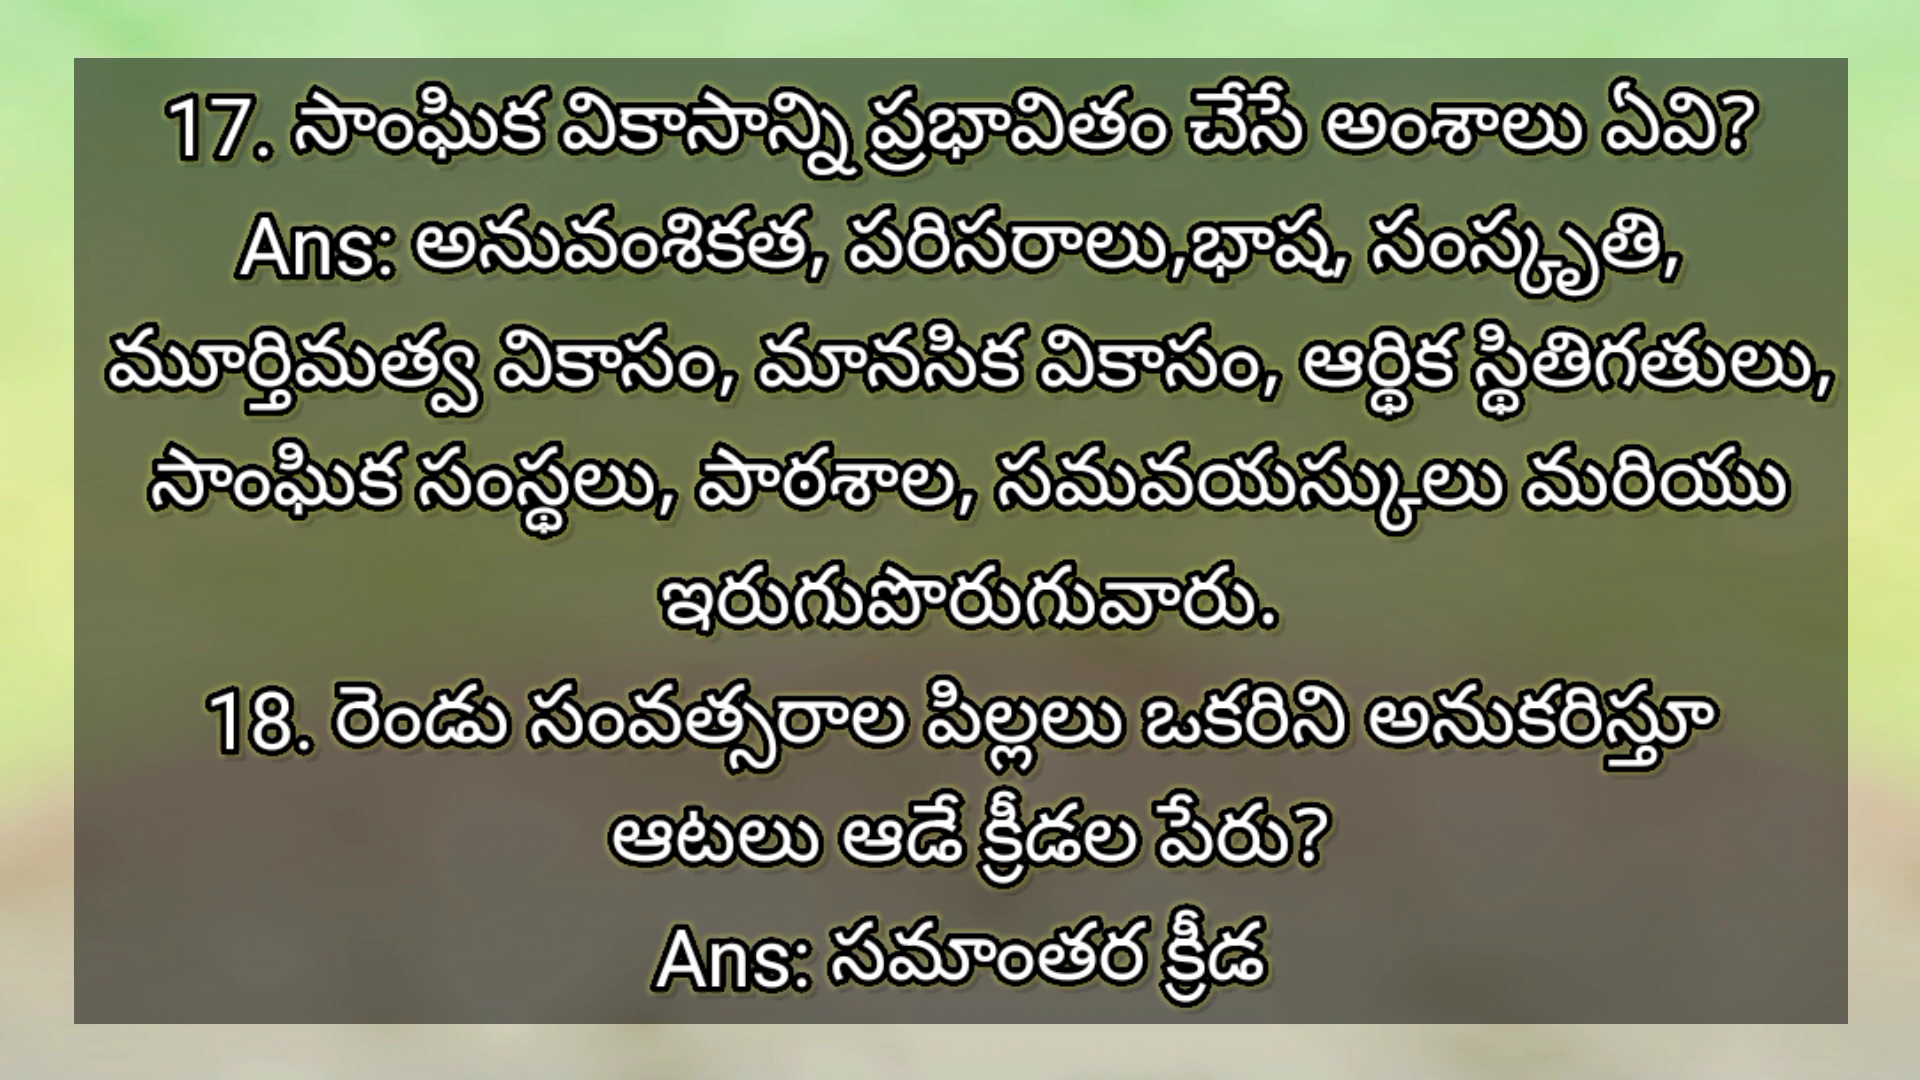 17. సాంఘిక వికాసాన్ని ప్రభావితం చేసే అంశాలు ఏవి?
Ans: అనువంశికత, పరిసరాలు,భాష, సంస్కృతి,
మూర్తిమత్వ వికాసం, మానసిక వికాసం, ఆర్థిక స్థితిగతులు,
సాంఘిక సంస్థలు, పాఠశాల, సమవయస్కులు మరియు
ఇరుగుపొరుగువారు.
18. రెండు సంవత్సరాల పిల్లలు ఒకరిని అనుకరిస్తూ
ఆటలు ఆడే క్రీడల పేరు?
Ans: సమాంతర క్రీడ